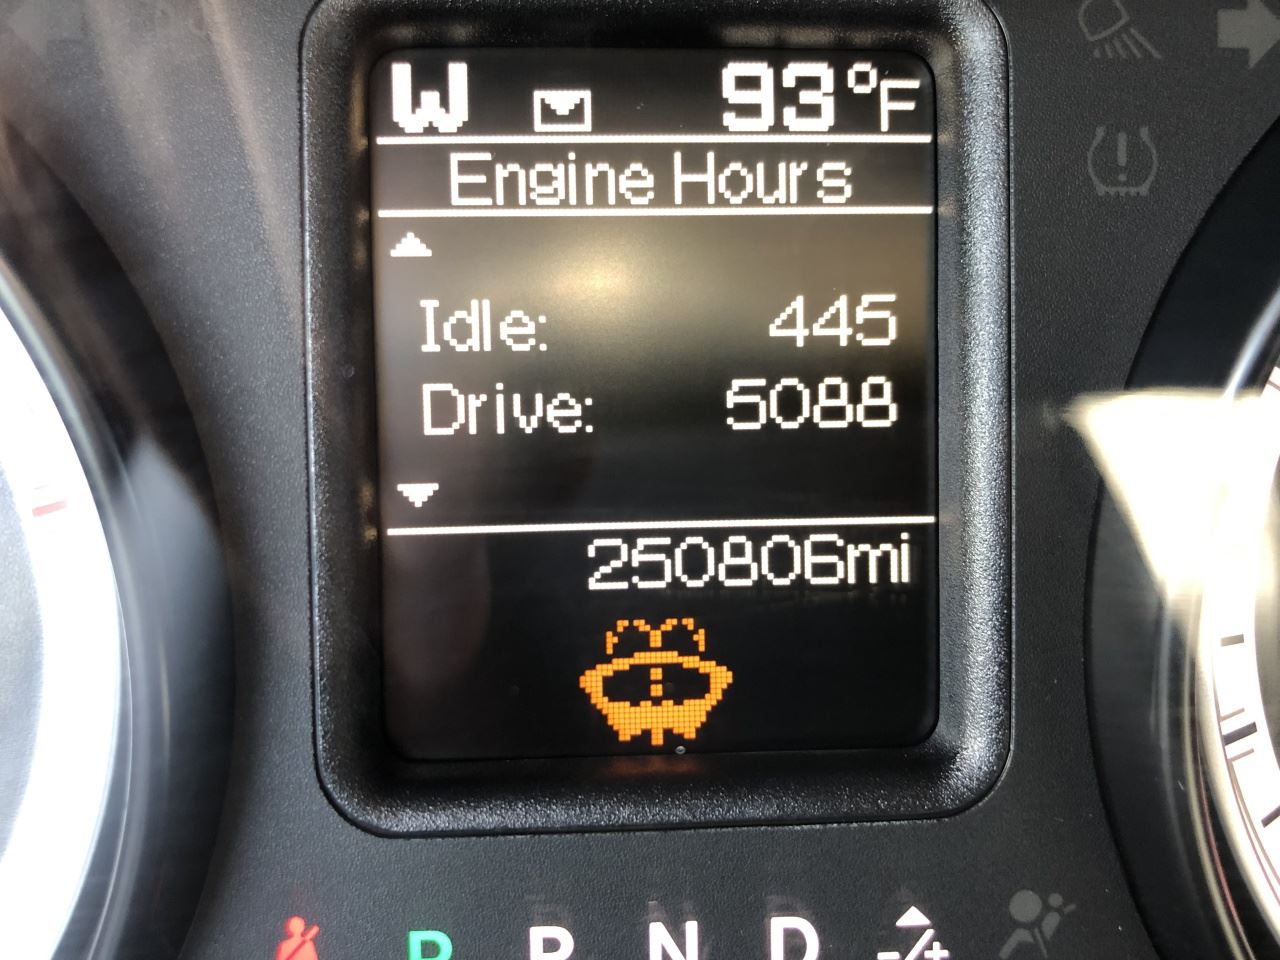 W 93°F
Engine Hours
Idle: 445
Drive: 5088
250806mi
P R N D -/+